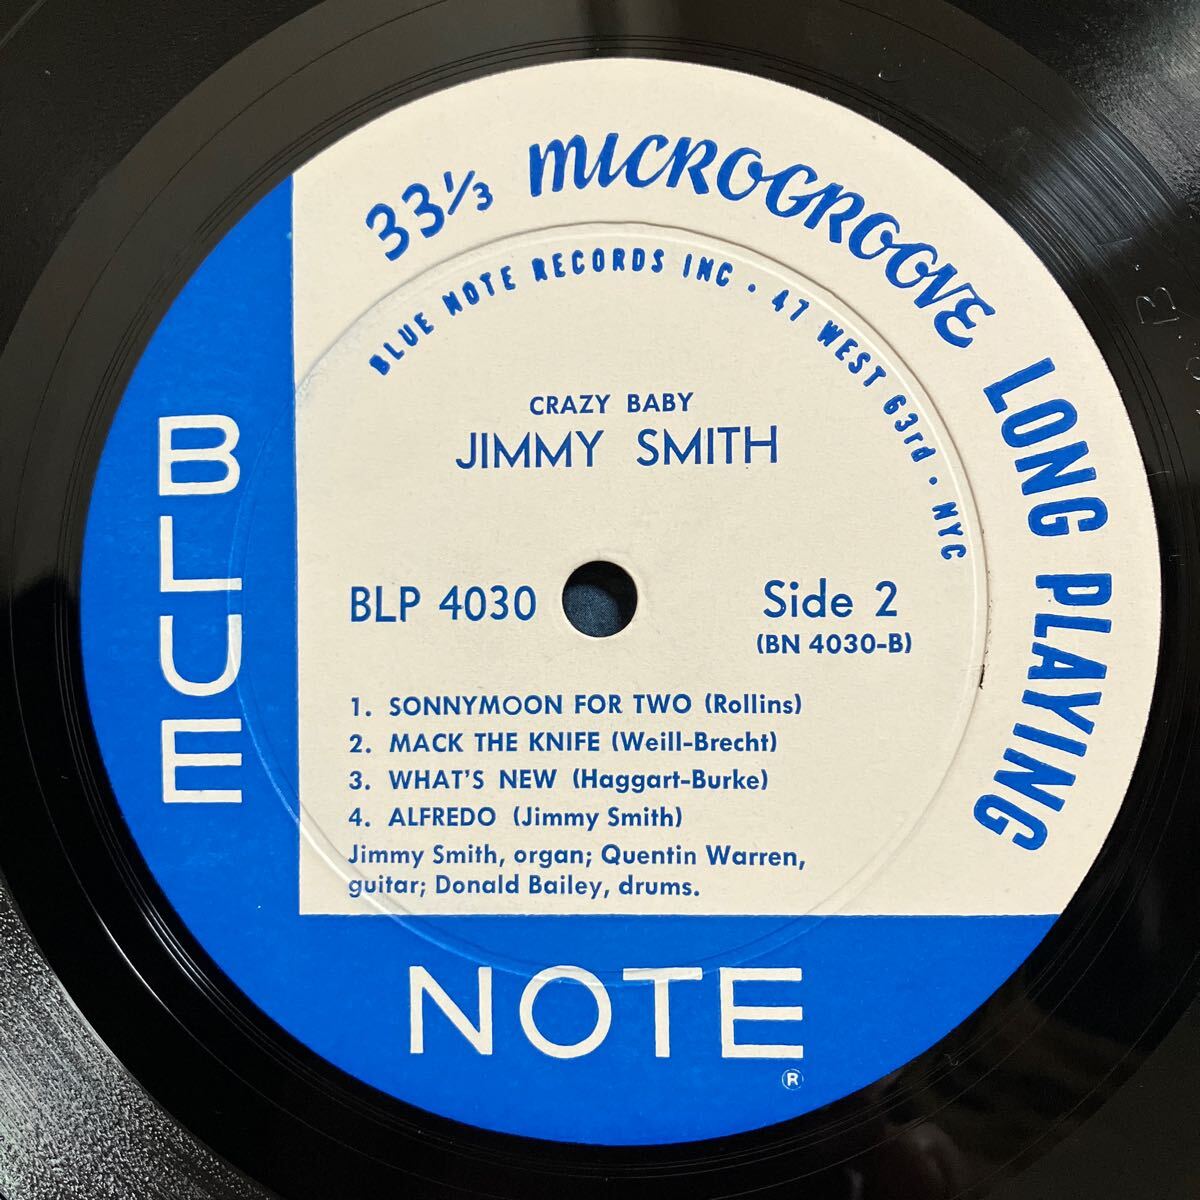 33⅓ MICROGROOVE LONG PLAYING
BLUE NOTE RECORDS INC • 47 WEST 63rd • NYC
CRAZY BABY
JIMMY SMITH
BLP 4030
Side 2
(BN 4030-B)
1. SONNYMOON FOR TWO (Rollins)
2. MACK THE KNIFE (Weill-Brecht)
3. WHAT'S NEW (Haggart-Burke)
4. ALFREDO (Jimmy Smith)
Jimmy Smith, organ; Quentin Warren,
guitar; Donald Bailey, drums.
BLUE
NOTE
®